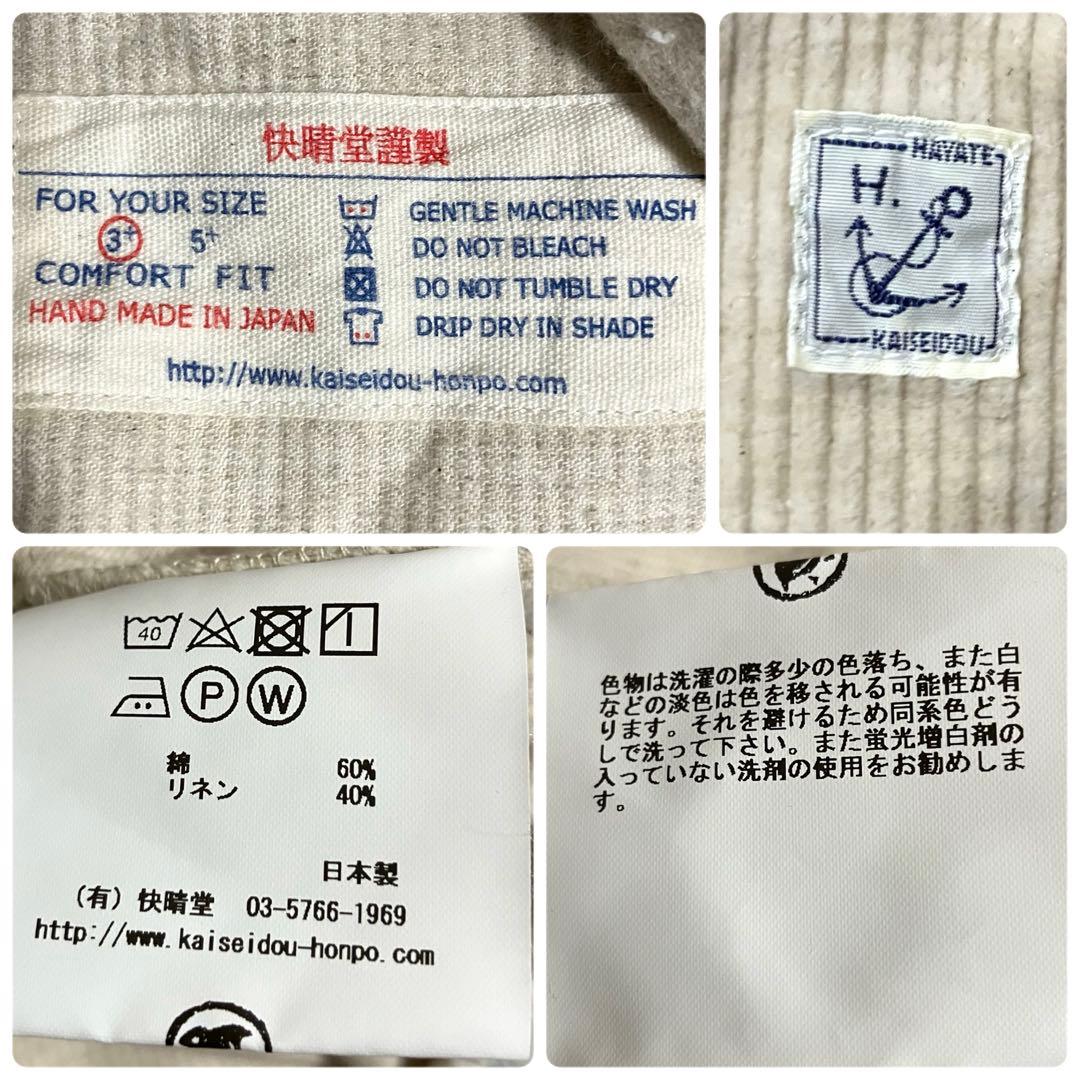 快晴堂謹製
FOR YOUR SIZE
3+ 5+
COMFORT FIT
HAND MADE IN JAPAN
GENTLE MACHINE WASH
DO NOT BLEACH
DO NOT TUMBLE DRY
DRIP DRY IN SHADE
http://www.kaiseidou-honpo.com
HAYATE
H.
KAISEIDOU
40
P W
綿 60%
リネン 40%
日本製
(有) 快晴堂 03-5766-1969
http://www.kaiseidou-honpo.com
色物は洗濯の際多少の色落ち、また白
などの淡色は色を移される可能性が有
ります。それを避けるため同系色どう
しで洗って下さい。また蛍光増白剤の
入っていない洗剤の使用をお勧めしま
す。